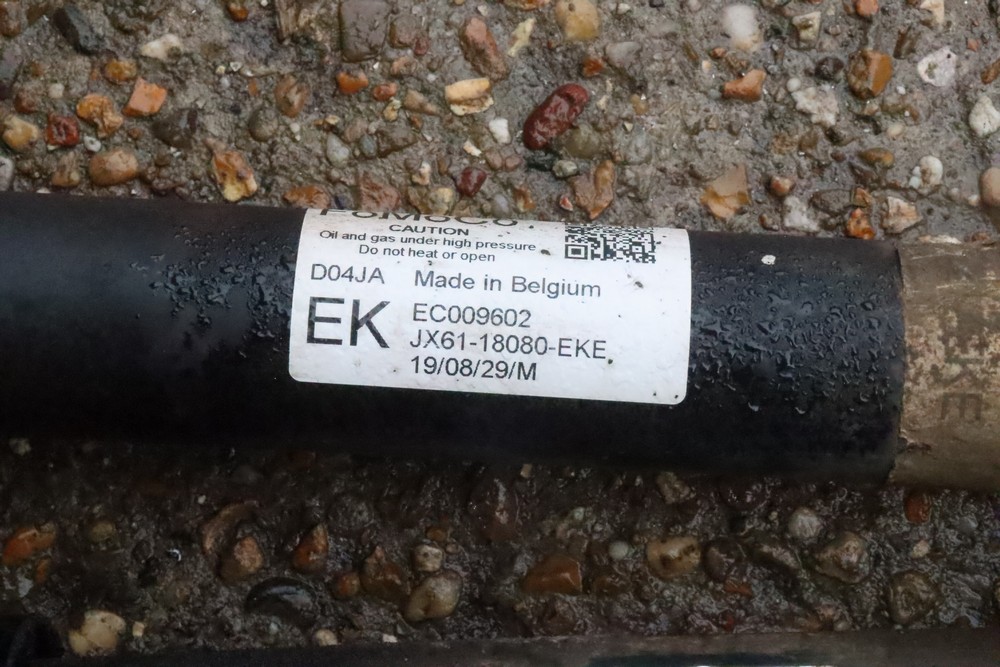 FoMoCo
CAUTION
Oil and gas under high pressure
Do not heat or open
D04JA Made in Belgium
EK
EC009602
JX61-18080-EKE
19/08/29/M